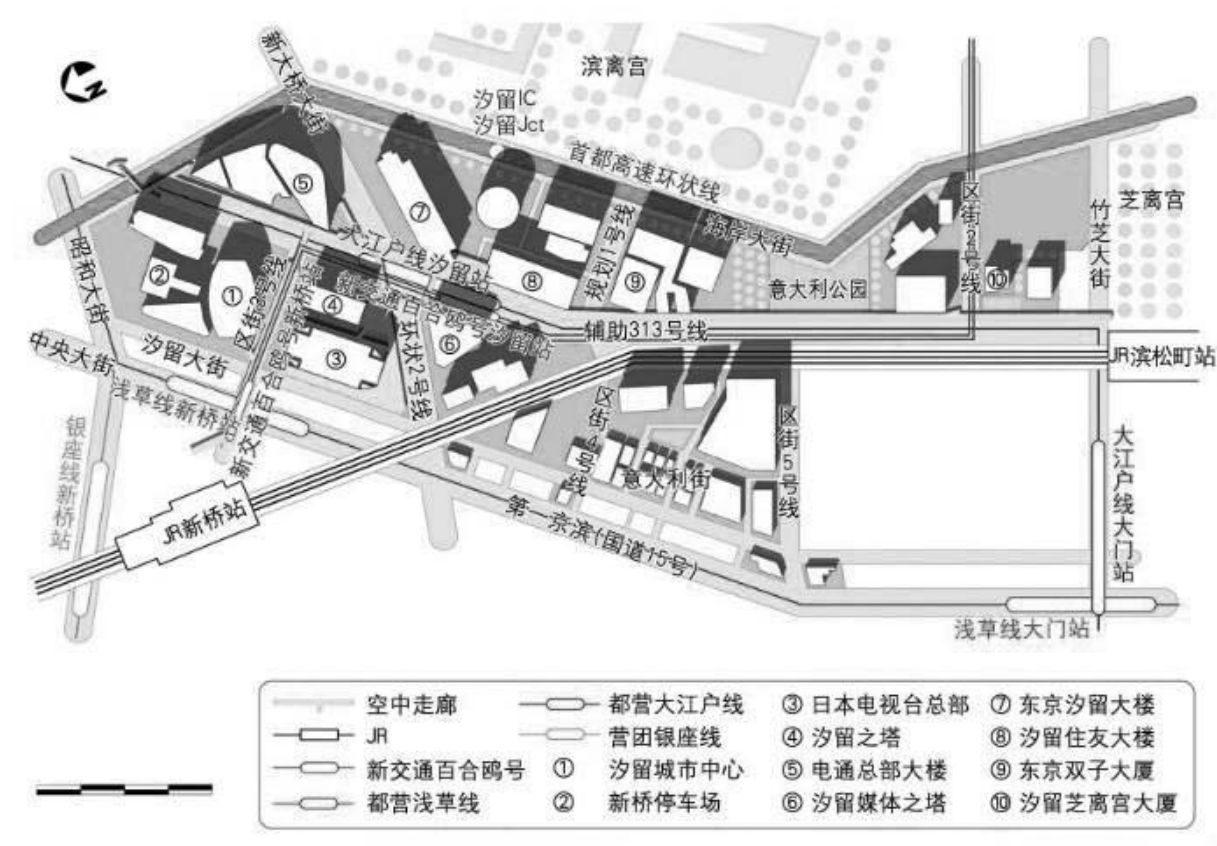 新大桥大街
滨离宫
汐留IC
汐留Jct
首都高速环状线
海岸大街
区街2号线
竹芝大街
芝离宫
⑤
⑦
昭和大街
②
①
大江户线汐留站
⑧
规划1号线
⑨
意大利公园
⑩
区街3号线
④
新交通百合鸥号汐留站
辅助313号线
中央大街
汐留大街
③
环状2号线
⑥
JR滨松町站
浅草线新桥站
新交通百合鸥号新桥站
区街4号线
意大利街
区街5号线
大江户线大门站
银座线新桥站
JR新桥站
第一京滨(国道15号)
浅草线大门站
空中走廊
都营大江户线
③ 日本电视台总部
⑦ 东京汐留大楼
JR
营团银座线
④ 汐留之塔
⑧ 汐留住友大楼
新交通百合鸥号
① 汐留城市中心
⑤ 电通总部大楼
⑨ 东京双子大厦
都营浅草线
② 新桥停车场
⑥ 汐留媒体之塔
⑩ 汐留芝离宫大厦